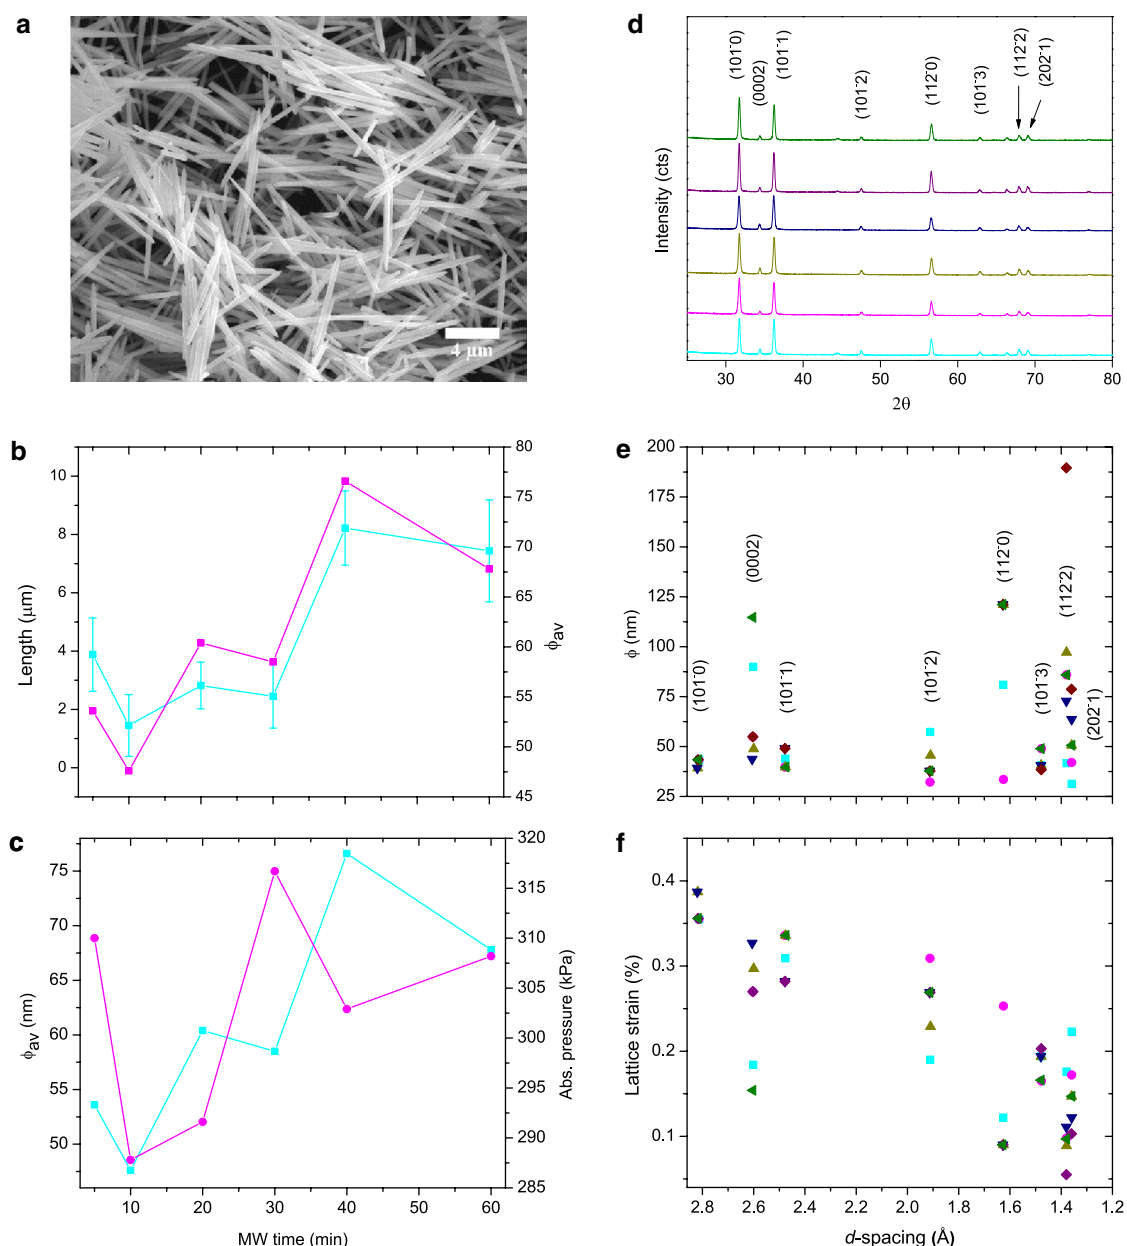 a
4 μm
b
80
75
70
65
60
55
50
45
10
8
6
4
2
0
Length (μm)
ϕav
c
75
70
65
60
55
50
320
315
310
305
300
295
290
285
ϕav (nm)
Abs. pressure (kPa)
10 20 30 40 50 60
MW time (min)
d
(101̄0)
(0002)
(101̄1)
(101̄2)
(112̄0)
(101̄3)
(112̄2)
(202̄1)
Intensity (cts)
30 40 50 60 70 80
2θ
e
200
175
150
125
100
75
50
25
ϕ (nm)
(101̄0)
(0002)
(101̄1)
(101̄2)
(112̄0)
(101̄3)
(112̄2)
(202̄1)
f
0.4
0.3
0.2
0.1
Lattice strain (%)
2.8 2.6 2.4 2.2 2.0 1.8 1.6 1.4 1.2
d-spacing (Å)